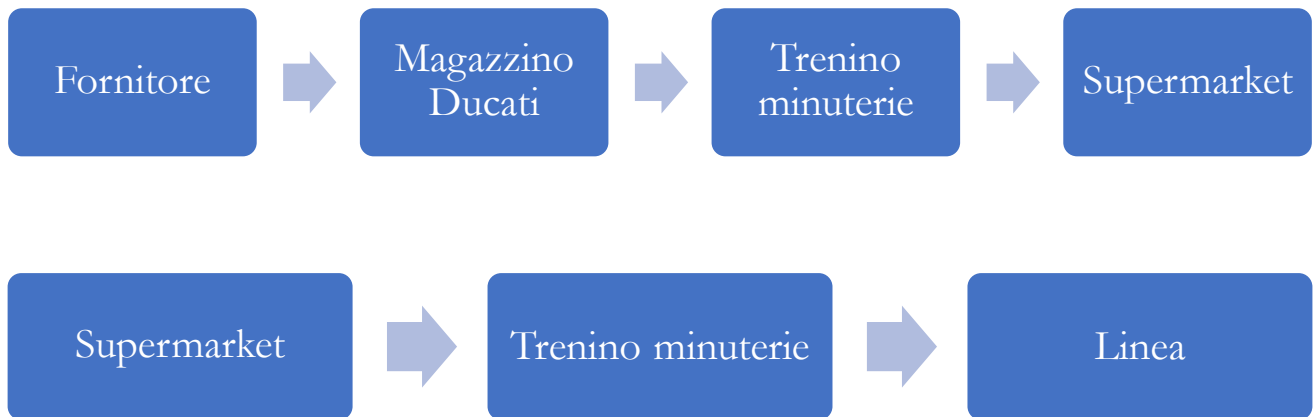 Fornitore
Magazzino
Ducati
Trenino
minuterie
Supermarket
Supermarket
Trenino minuterie
Linea